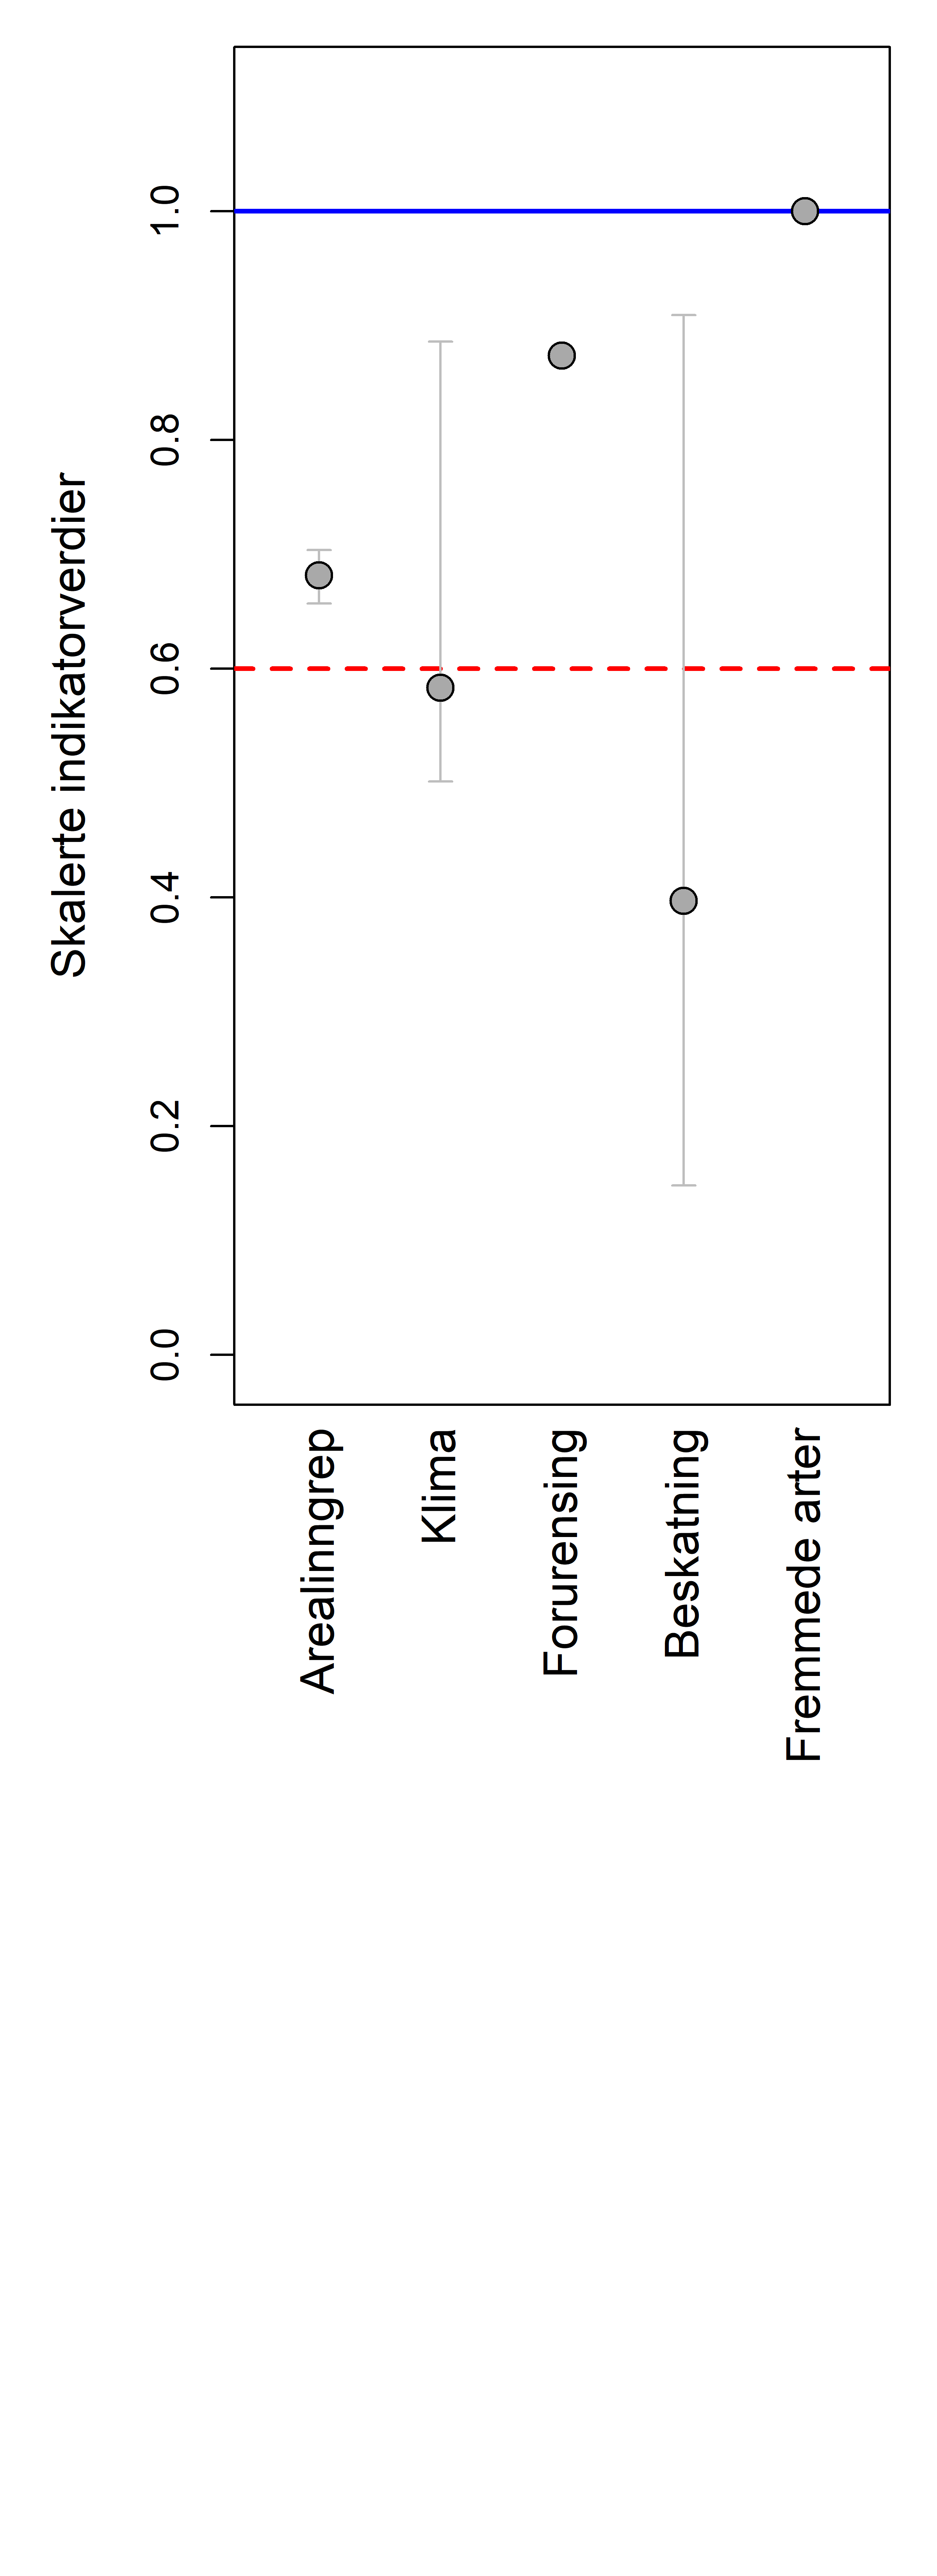 Skalerte indikatorverdier
1.0
0.8
0.6
0.4
0.2
0.0
Arealinngrep
Klima
Forurensing
Beskatning
Fremmede arter